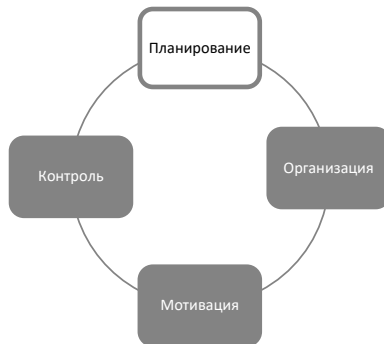 Планирование
Организация
Контроль
Мотивация